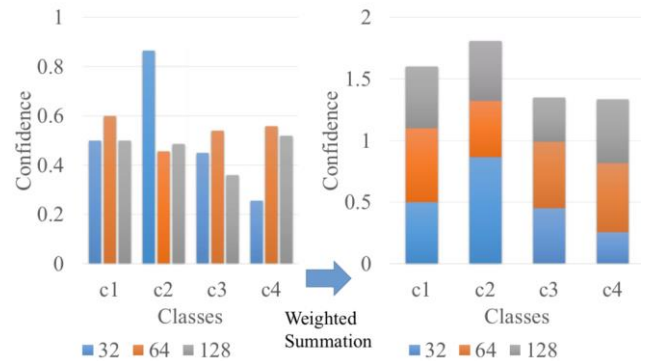 1
0.8
0.6
0.4
0.2
0
Confidence
c1 c2 c3 c4
Classes
32 64 128
Weighted
Summation
2
1.5
1
0.5
0
Confidence
c1 c2 c3 c4
Classes
32 64 128